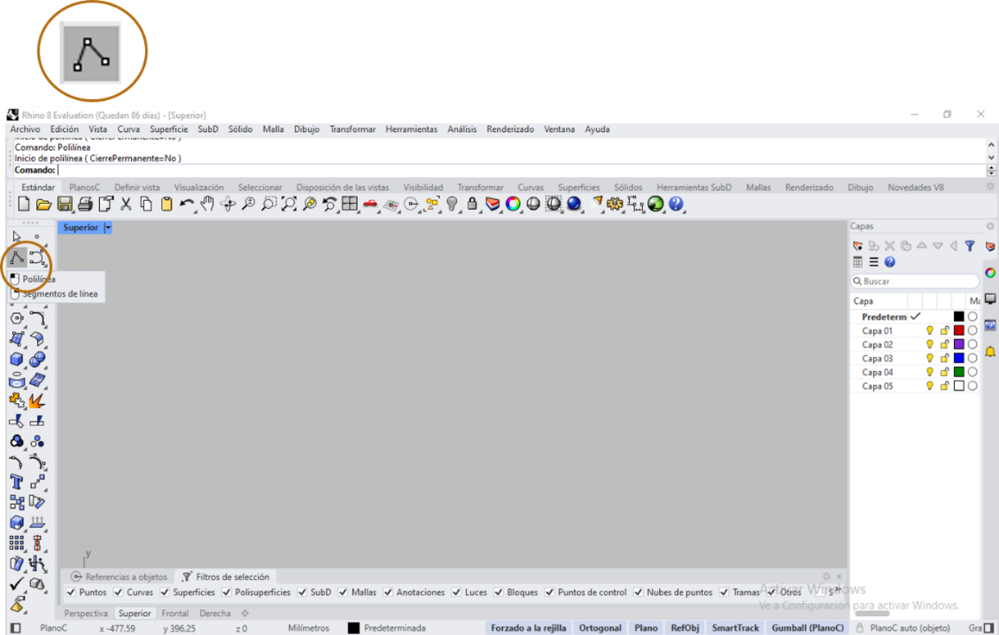 Rhino 8 Evaluation (Quedan 86 días) - [Superior]
Archivo Edición Vista Curva Superficie SubD Sólido Malla Dibujo Transformar Herramientas Análisis Renderizado Ventana Ayuda
Inicio de polilínea ( CierrePermanente=No )
Comando: Polilínea
Inicio de polilínea ( CierrePermanente=No )
Comando:
Estándar PlanosC Definir vista Visualización Seleccionar Disposición de las vistas Visibilidad Transformar Curvas Superficies Sólidos Herramientas SubD Mallas Renderizado Dibujo Novedades V8
Superior
Capas
Polilínea
Segmentos de línea
Buscar
Capa Ma
Predeterm
Capa 01
Capa 02
Capa 03
Capa 04
Capa 05
y
Referencias a objetos Filtros de selección
Puntos Curvas Superficies Polisuperficies SubD Mallas Anotaciones Luces Bloques Puntos de control Nubes de puntos Tramas Otros S
Activar Windows
Ve a Configuración para activar Windows.
Perspectiva Superior Frontal Derecha
PlanoC x -477.59 y 396.25 z 0 Milímetros Predeterminada Forzado a la rejilla Ortogonal Plano RefObj SmartTrack Gumball (PlanoC) PlanoC auto (objeto) Gra